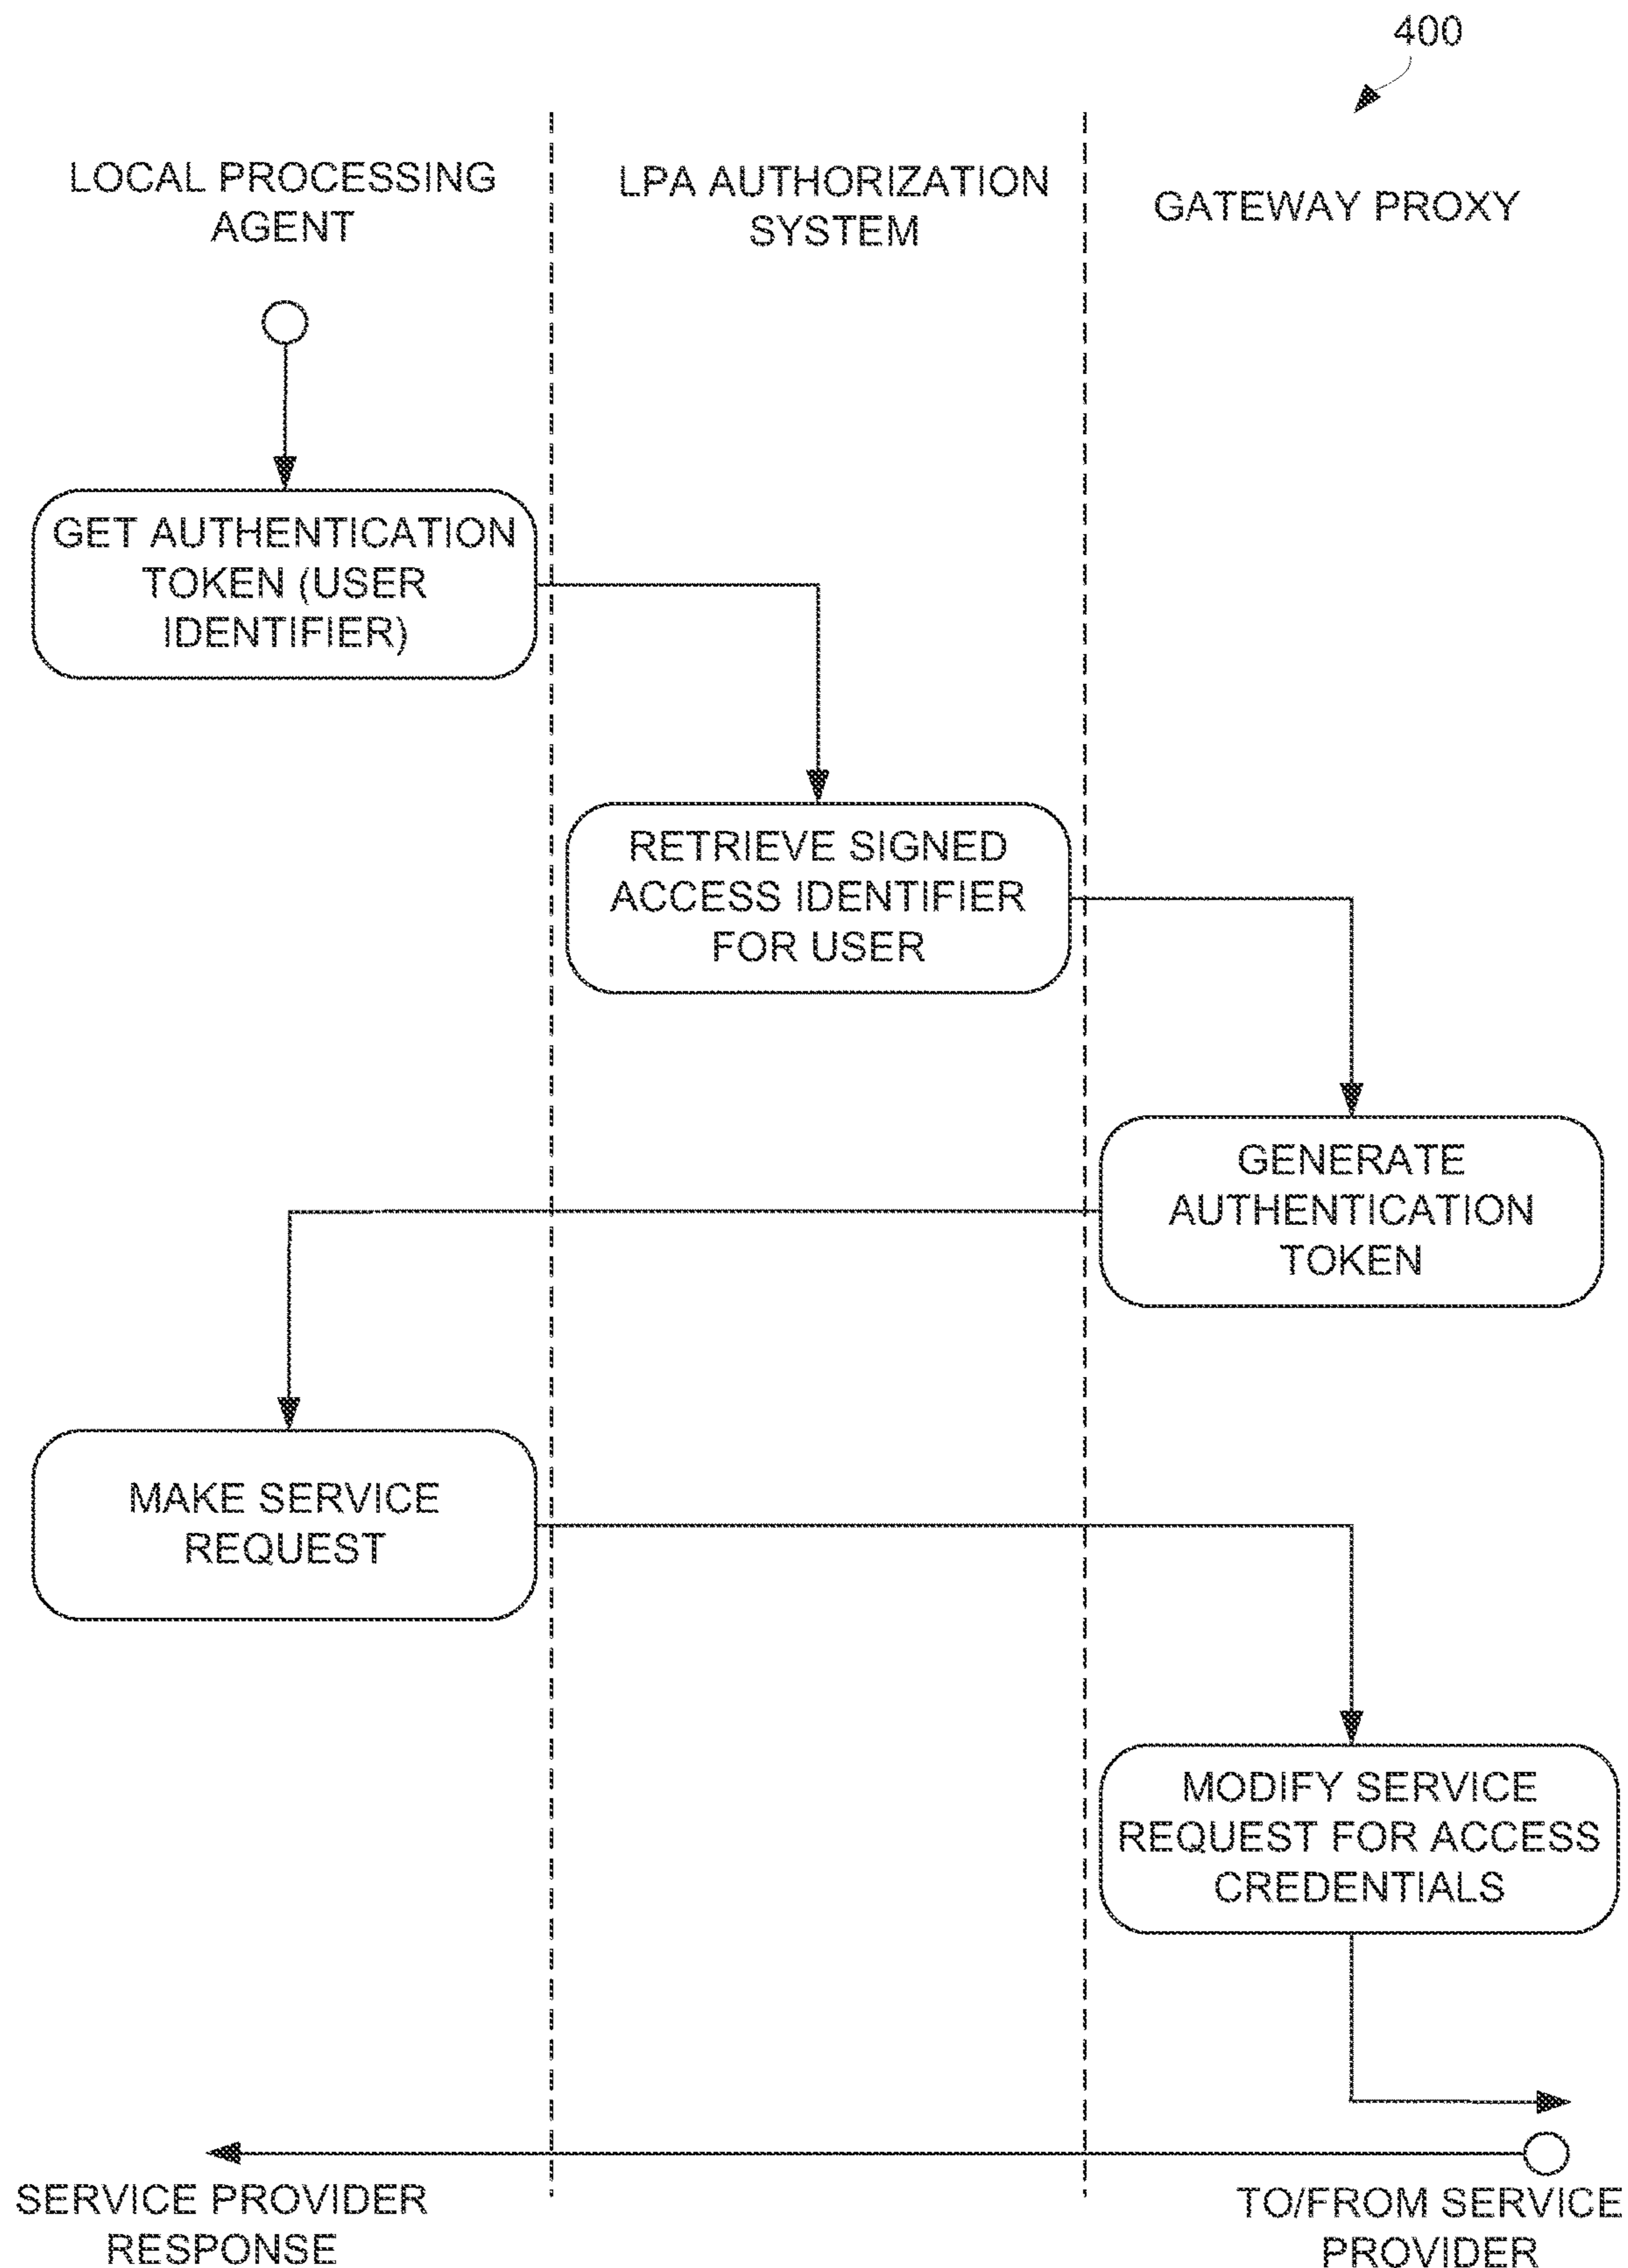 400
LOCAL PROCESSING
AGENT
LPA AUTHORIZATION
SYSTEM
GATEWAY PROXY
GET AUTHENTICATION
TOKEN (USER
IDENTIFIER)
RETRIEVE SIGNED
ACCESS IDENTIFIER
FOR USER
GENERATE
AUTHENTICATION
TOKEN
MAKE SERVICE
REQUEST
MODIFY SERVICE
REQUEST FOR ACCESS
CREDENTIALS
SERVICE PROVIDER
RESPONSE
TO/FROM SERVICE
PROVIDER